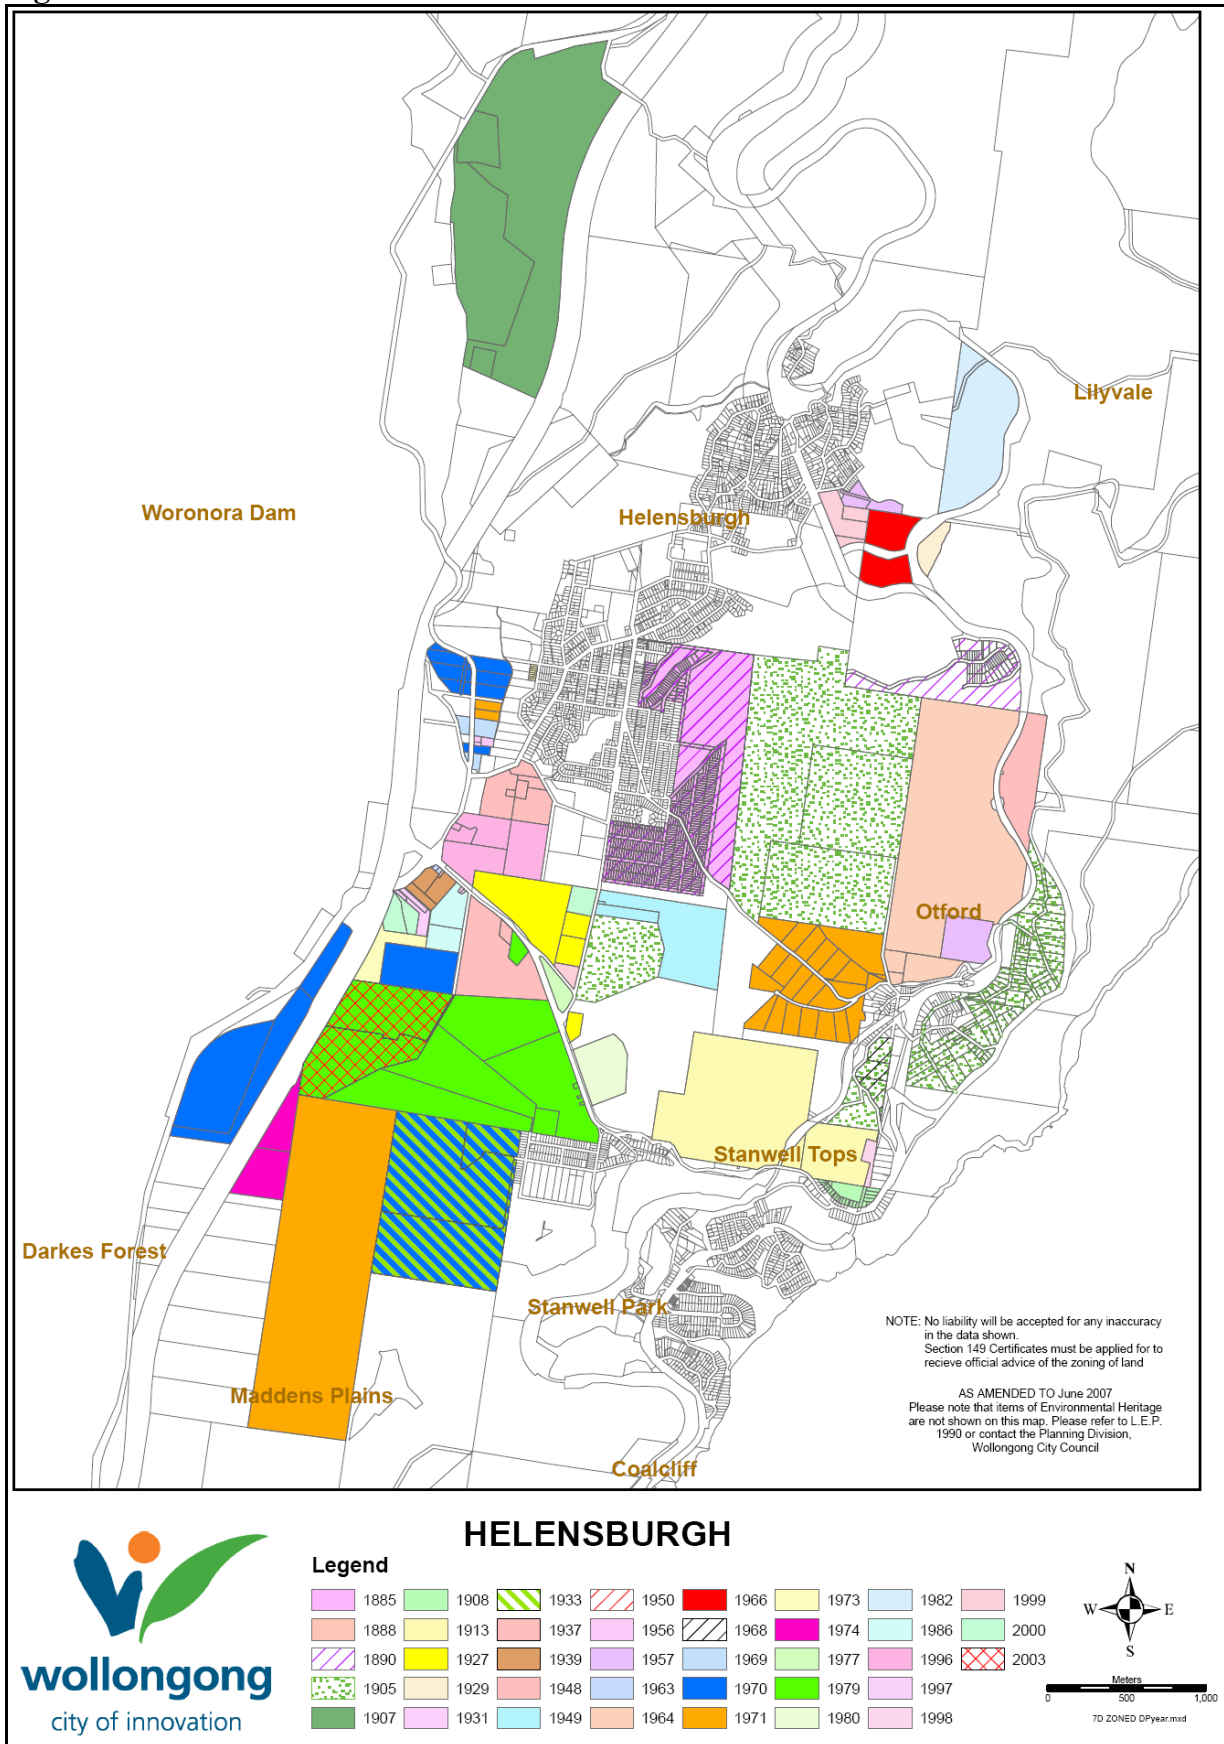 Lilyvale
Woronora Dam
Helensburgh
Otford
Stanwell Tops
Darkes Forest
Stanwell Park
Maddens Plains
Coalcliff
NOTE: No liability will be accepted for any inaccuracy
in the data shown.
Section 149 Certificates must be applied for to
recieve official advice of the zoning of land
AS AMENDED TO June 2007
Please note that items of Environmental Heritage
are not shown on this map. Please refer to L.E.P.
1990 or contact the Planning Division,
Wollongong City Council
HELENSBURGH
Legend
1885 1908 1933 1950 1966 1973 1982 1999
1888 1913 1937 1956 1968 1974 1986 2000
1890 1927 1939 1957 1969 1977 1996 2003
1905 1929 1948 1963 1970 1979 1997
1907 1931 1949 1964 1971 1980 1998
wollongong
city of innovation
N
W E
S
Meters
0 500 1,000
7D ZONED DPyear.mxd